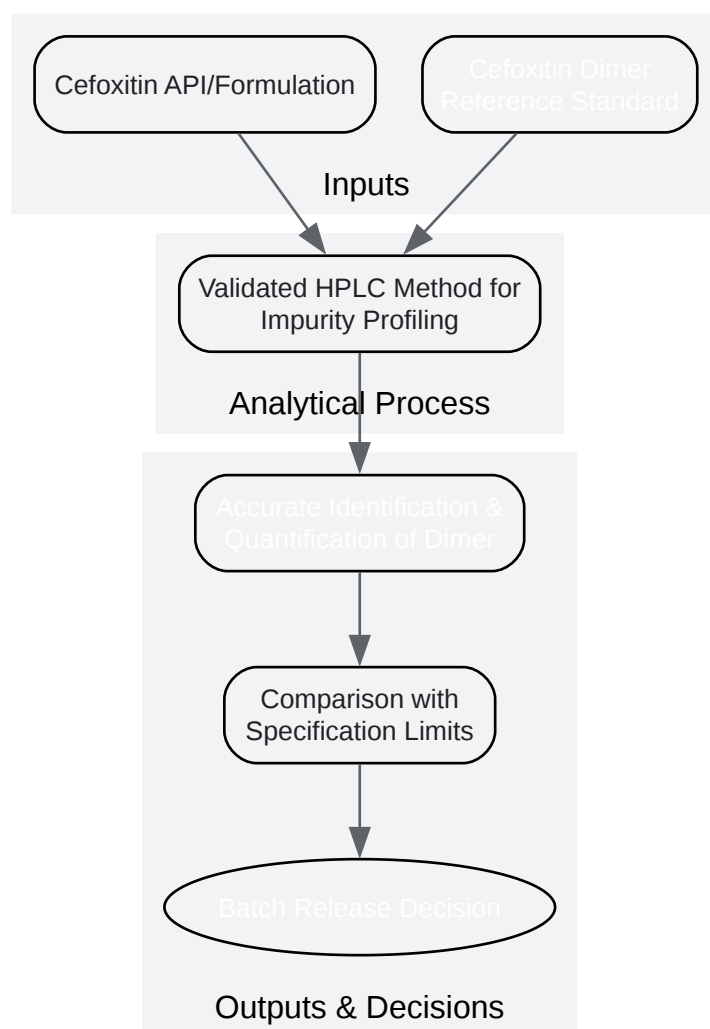 Cefoxitin API/Formulation
Cefoxitin Dimer
Reference Standard
Inputs
Validated HPLC Method for
Impurity Profiling
Analytical Process
Accurate Identification &
Quantification of Dimer
Comparison with
Specification Limits
Batch Release Decision
Outputs & Decisions